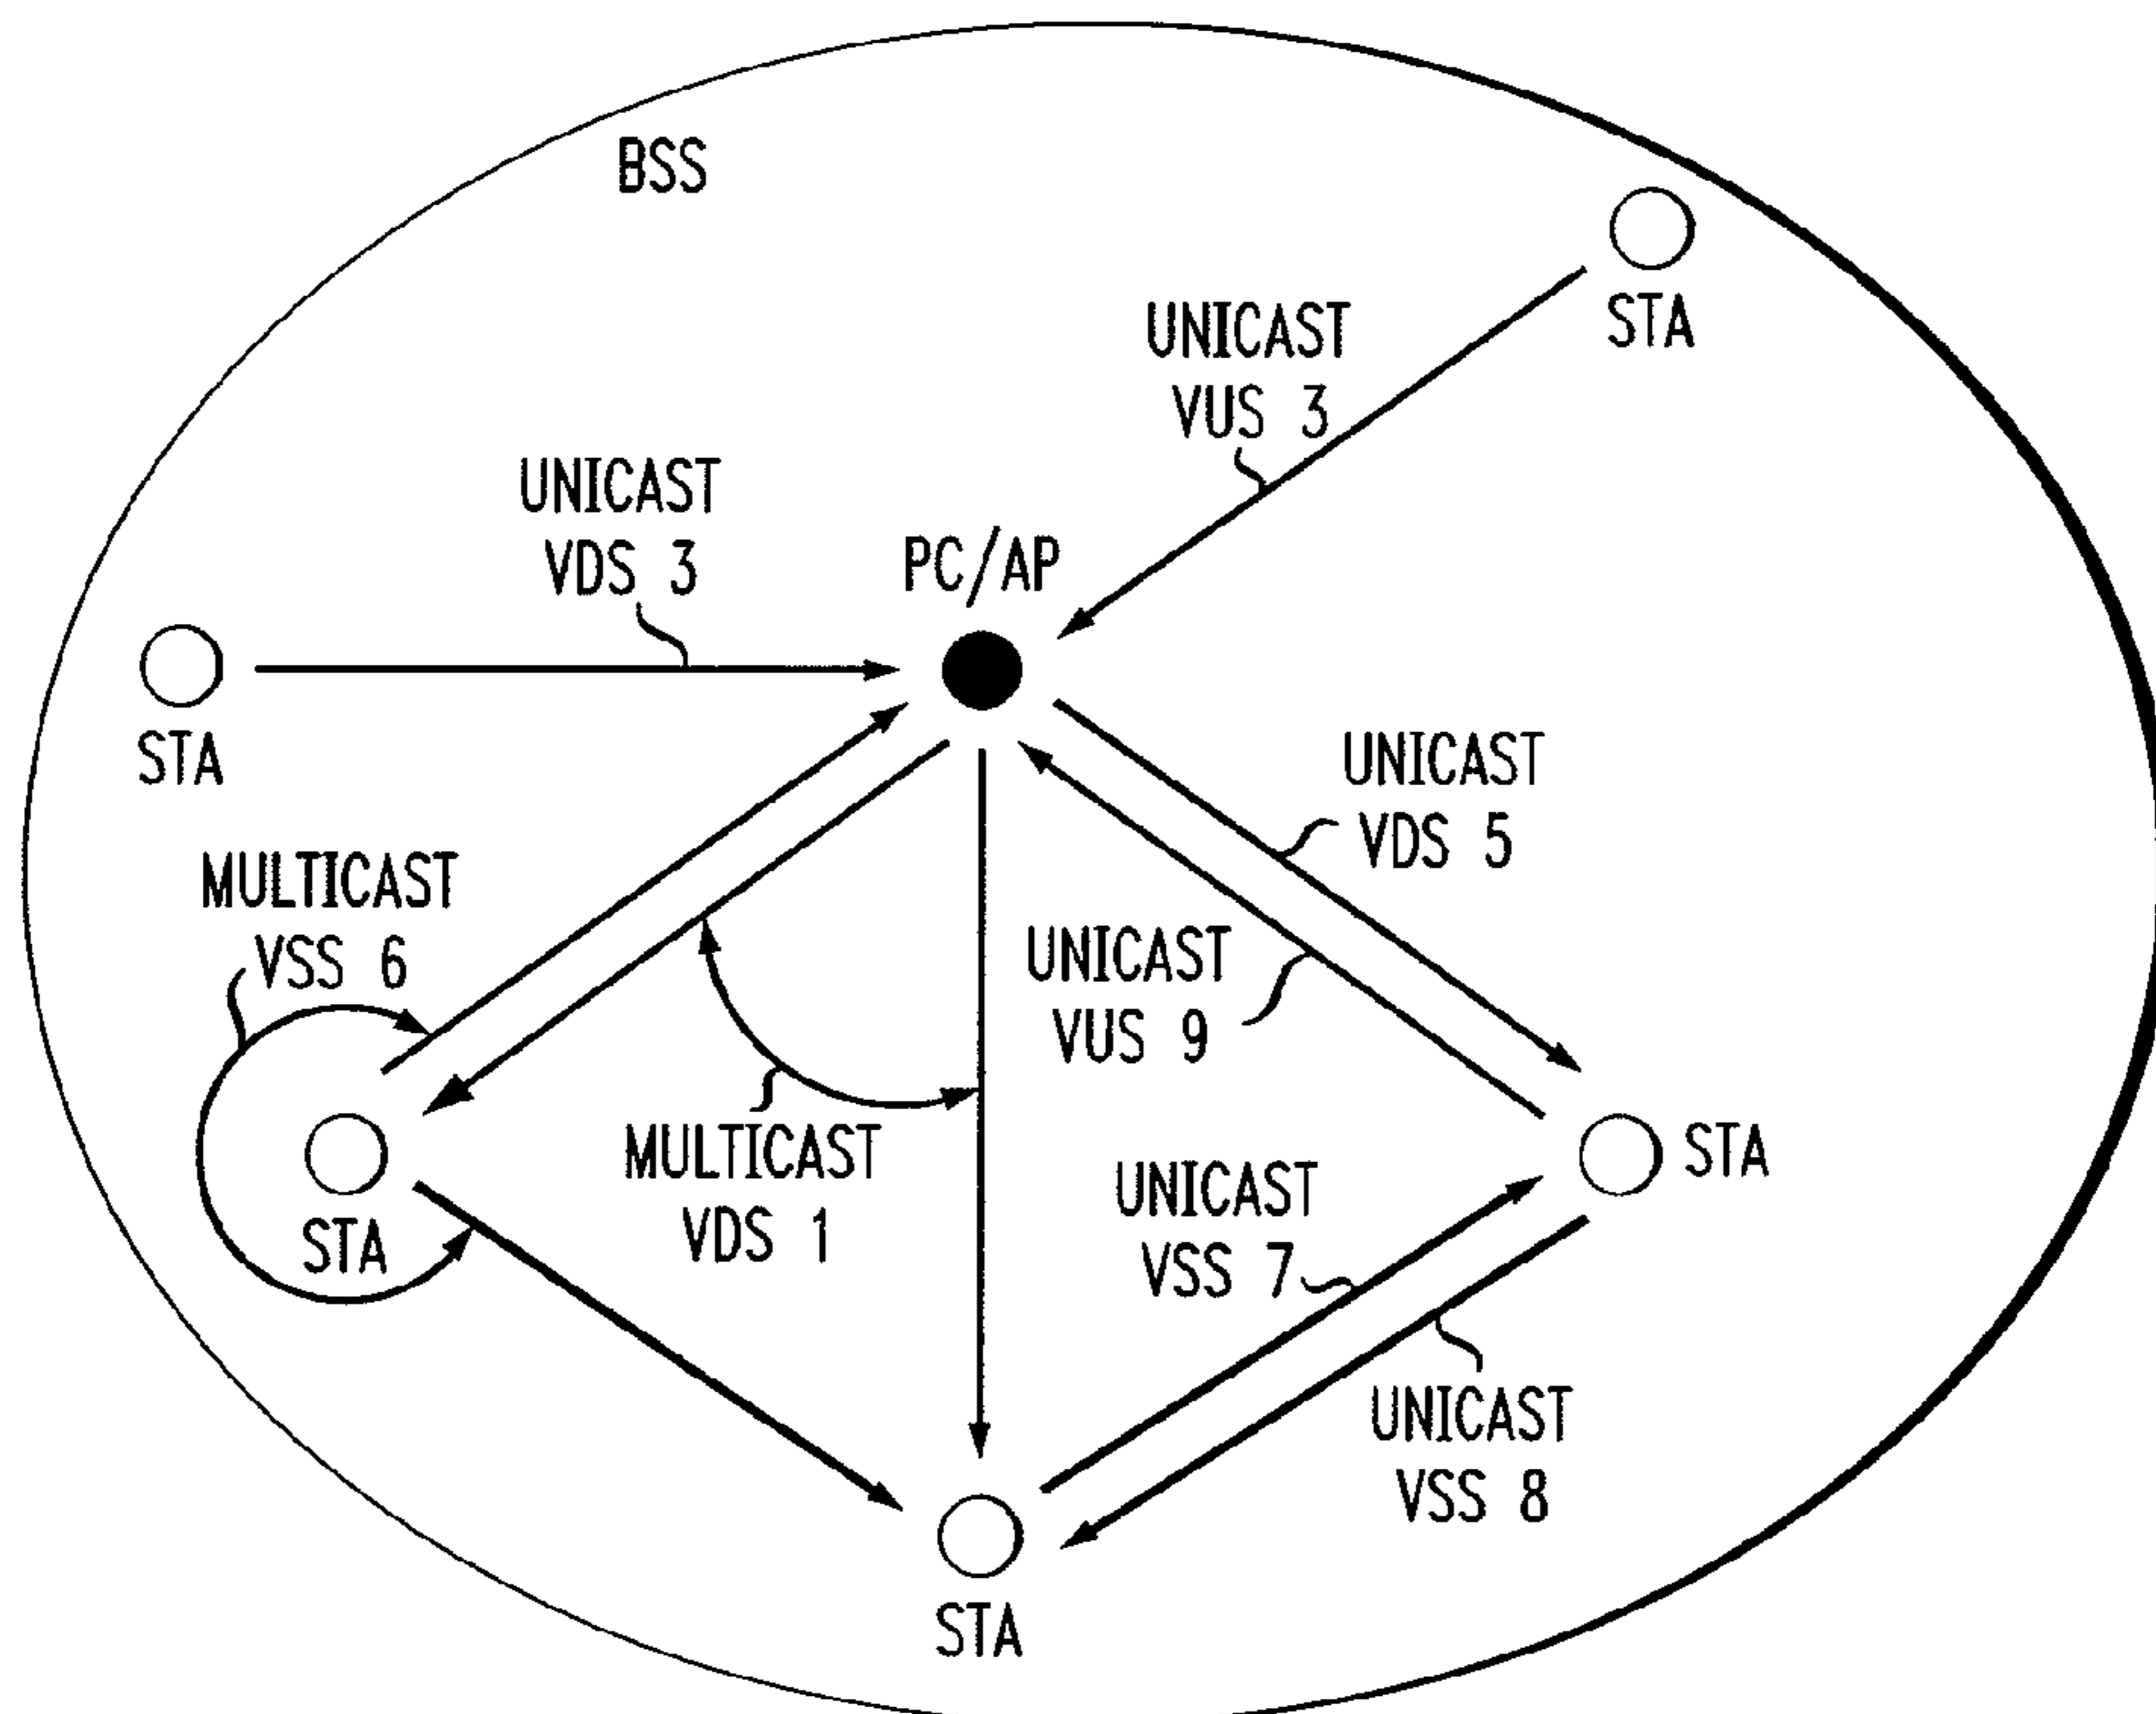 BSS
STA
UNICAST
VUS 3
UNICAST
VDS 3
PC/AP
STA
UNICAST
VDS 5
MULTICAST
VSS 6
UNICAST
VUS 9
MULTICAST
VDS 1
STA
UNICAST
VSS 7
STA
UNICAST
VSS 8
STA